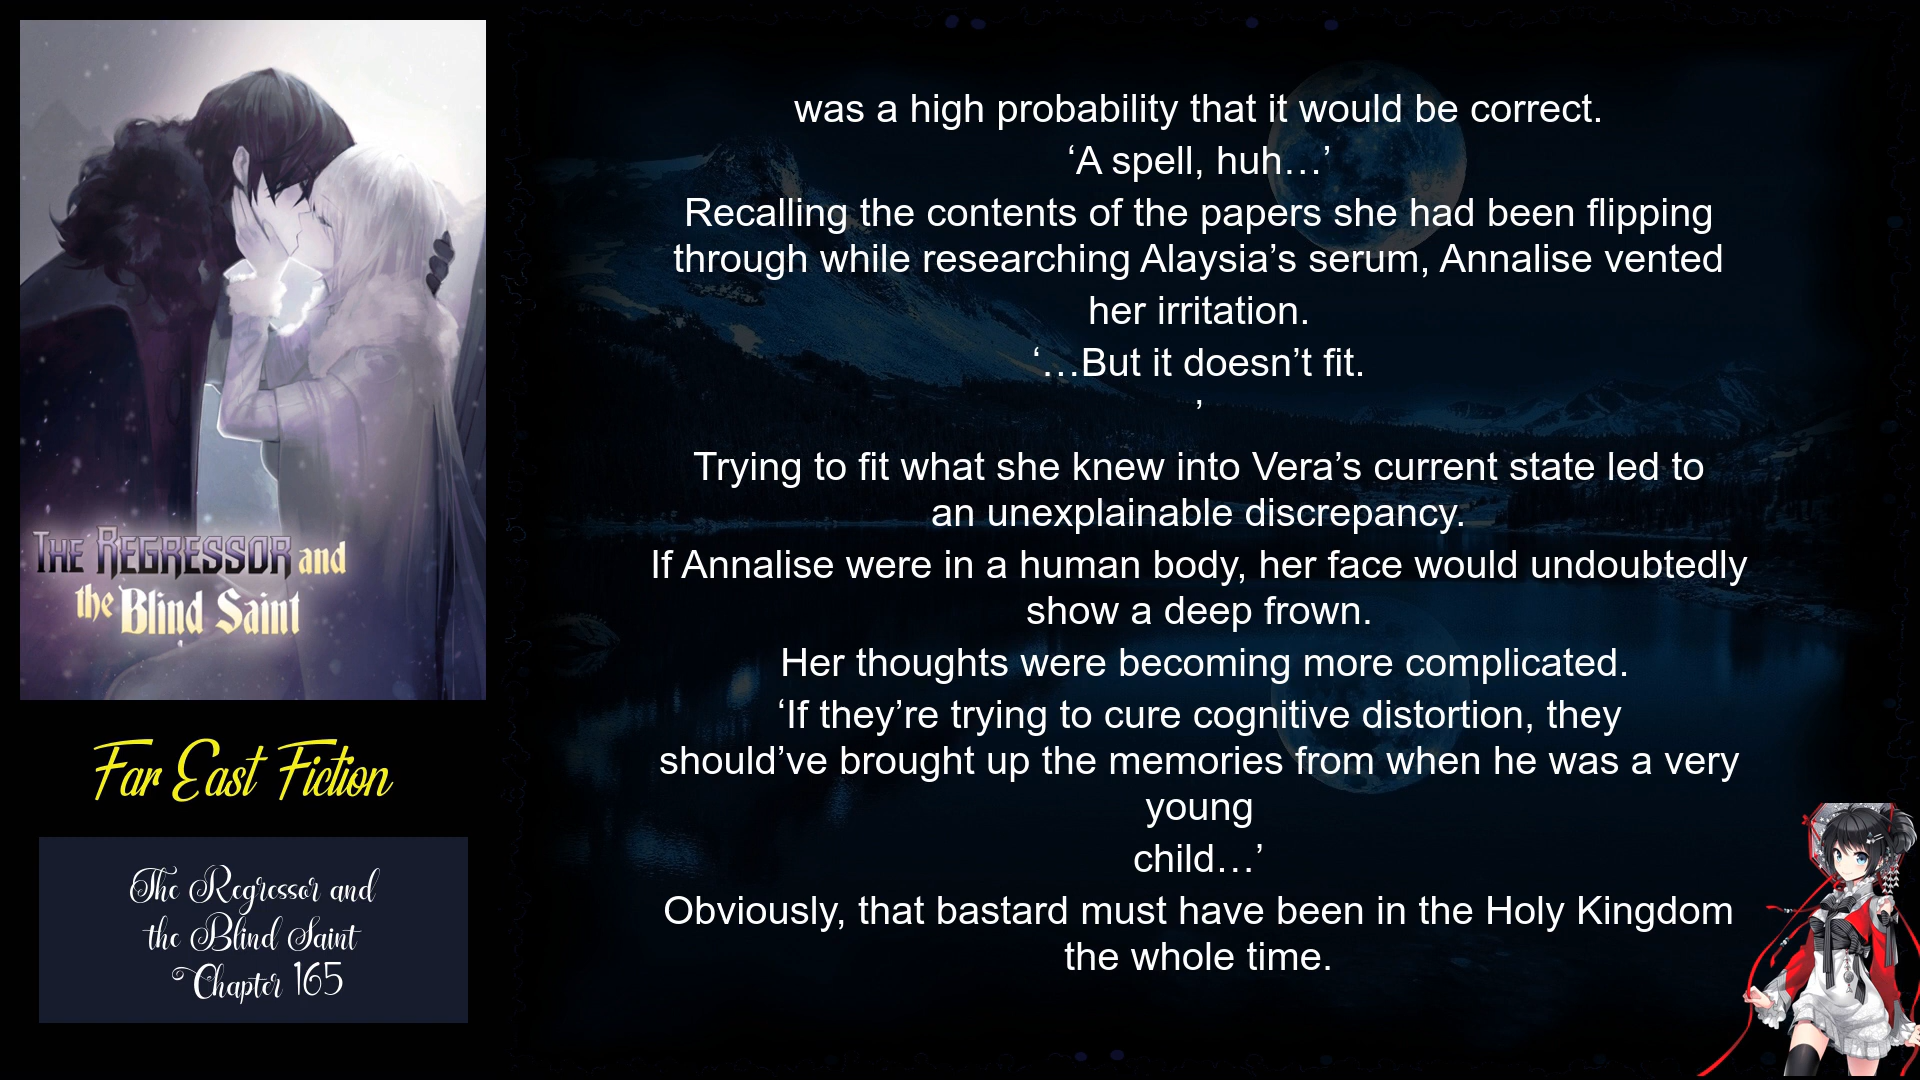 THE REGRESSOR and
the Blind Saint
Far East Fiction
The Regressor and
the Blind Saint
Chapter 165
was a high probability that it would be correct.
‘A spell, huh…’
Recalling the contents of the papers she had been flipping
through while researching Alaysia’s serum, Annalise vented
her irritation.
‘…But it doesn’t fit.
’
Trying to fit what she knew into Vera’s current state led to
an unexplainable discrepancy.
If Annalise were in a human body, her face would undoubtedly
show a deep frown.
Her thoughts were becoming more complicated.
‘If they’re trying to cure cognitive distortion, they
should’ve brought up the memories from when he was a very
young
child…’
Obviously, that bastard must have been in the Holy Kingdom
the whole time.